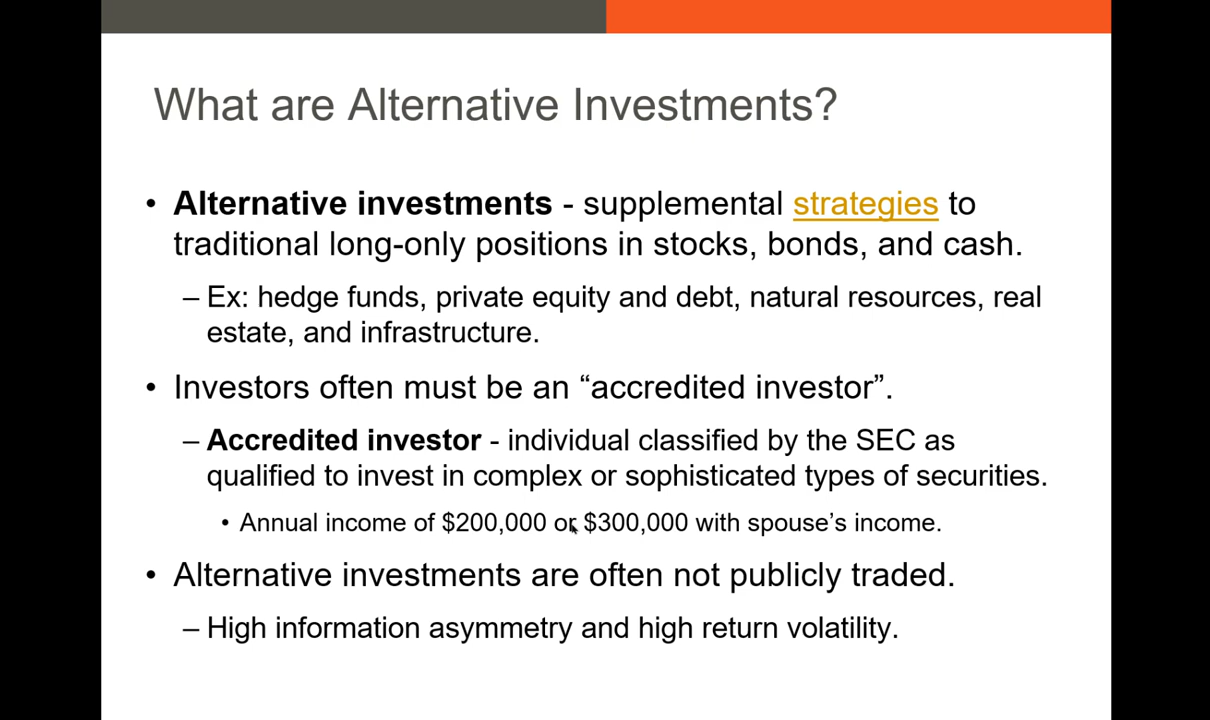 What are Alternative Investments?
• Alternative investments - supplemental strategies to
traditional long-only positions in stocks, bonds, and cash.
– Ex: hedge funds, private equity and debt, natural resources, real
estate, and infrastructure.
• Investors often must be an “accredited investor”.
– Accredited investor - individual classified by the SEC as
qualified to invest in complex or sophisticated types of securities.
• Annual income of $200,000 or $300,000 with spouse’s income.
• Alternative investments are often not publicly traded.
– High information asymmetry and high return volatility.